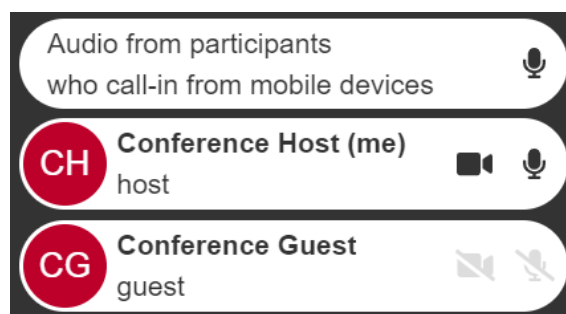 Audio from participants
who call-in from mobile devices
CH
Conference Host (me)
host
CG
Conference Guest
guest